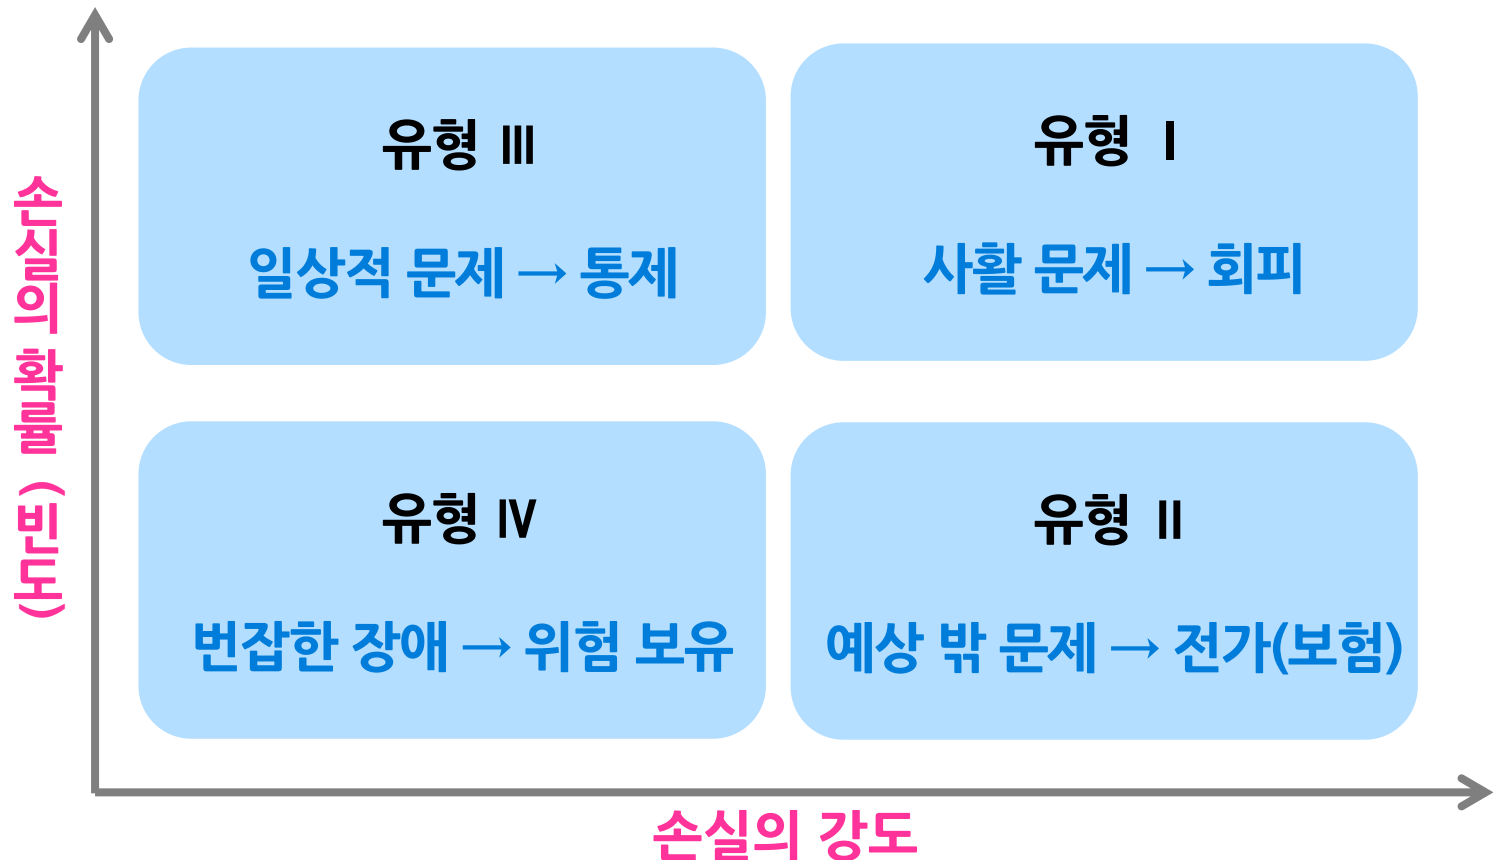 손실의 확률 (빈도)
유형 Ⅲ
일상적 문제 → 통제
유형 Ⅰ
사활 문제 → 회피
유형 Ⅳ
번잡한 장애 → 위험 보유
유형 Ⅱ
예상 밖 문제 → 전가(보험)
손실의 강도